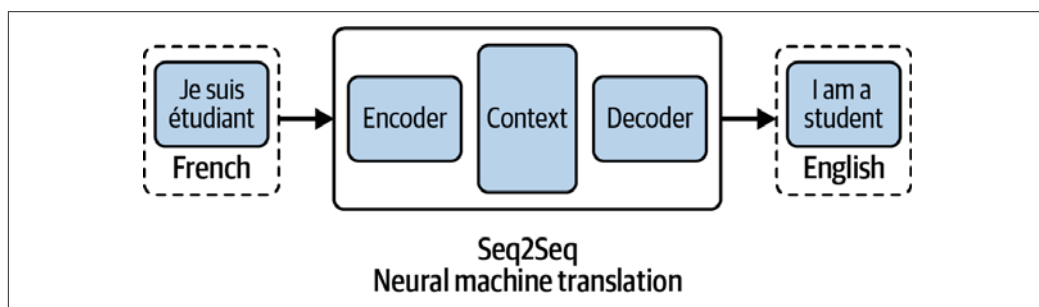 Je suis
étudiant
French
Encoder
Context
Decoder
I am a
student
English
Seq2Seq
Neural machine translation